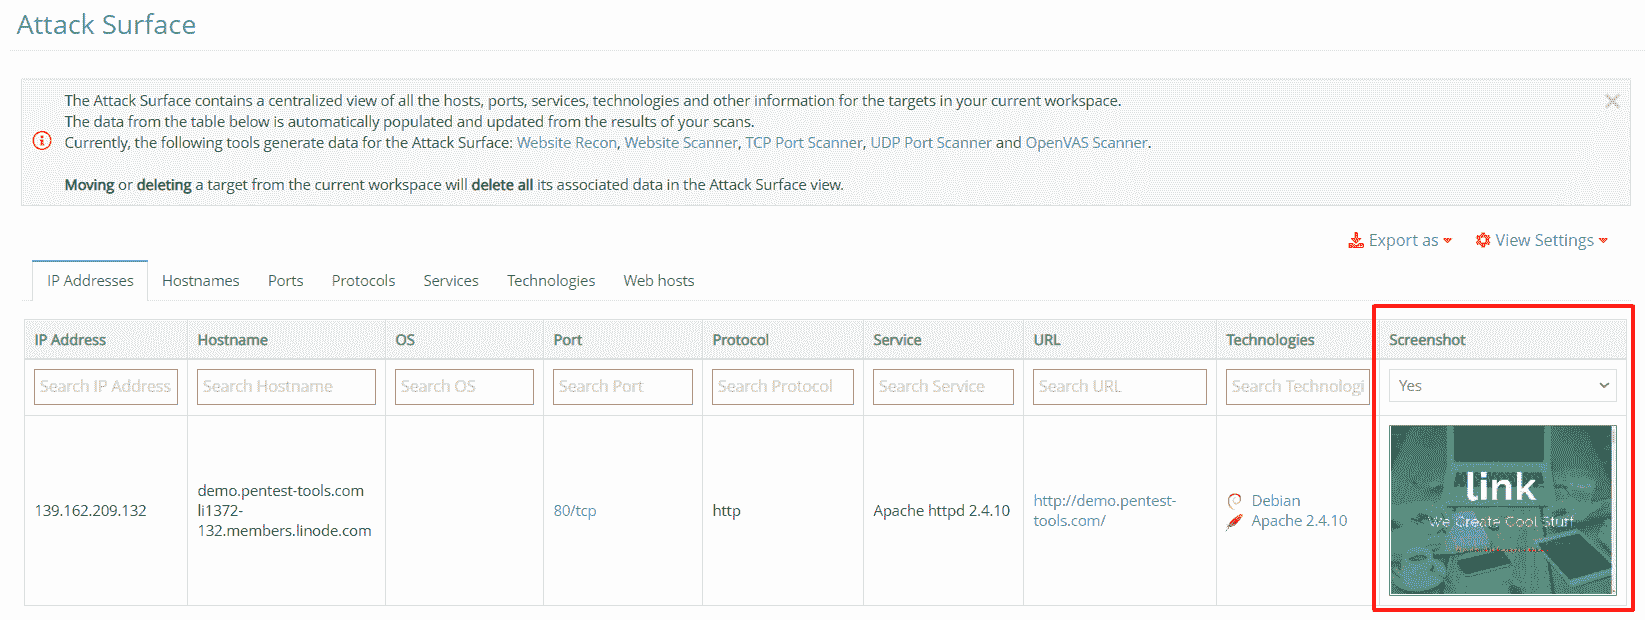 Attack Surface
The Attack Surface contains a centralized view of all the hosts, ports, services, technologies and other information for the targets in your current workspace.
The data from the table below is automatically populated and updated from the results of your scans.
Currently, the following tools generate data for the Attack Surface: Website Recon, Website Scanner, TCP Port Scanner, UDP Port Scanner and OpenVAS Scanner.
Moving or deleting a target from the current workspace will delete all its associated data in the Attack Surface view.
Export as View Settings
IP Addresses Hostnames Ports Protocols Services Technologies Web hosts
IP Address Hostname OS Port Protocol Service URL Technologies Screenshot
Search IP Address Search Hostname Search OS Search Port Search Protocol Search Service Search URL Search Technologi Yes
139.162.209.132
demo.pentest-tools.com
li1372-
132.members.linode.com
80/tcp
http
Apache httpd 2.4.10
http://demo.pentest-
tools.com/
Debian
Apache 2.4.10
link
We Create Cool Stuff